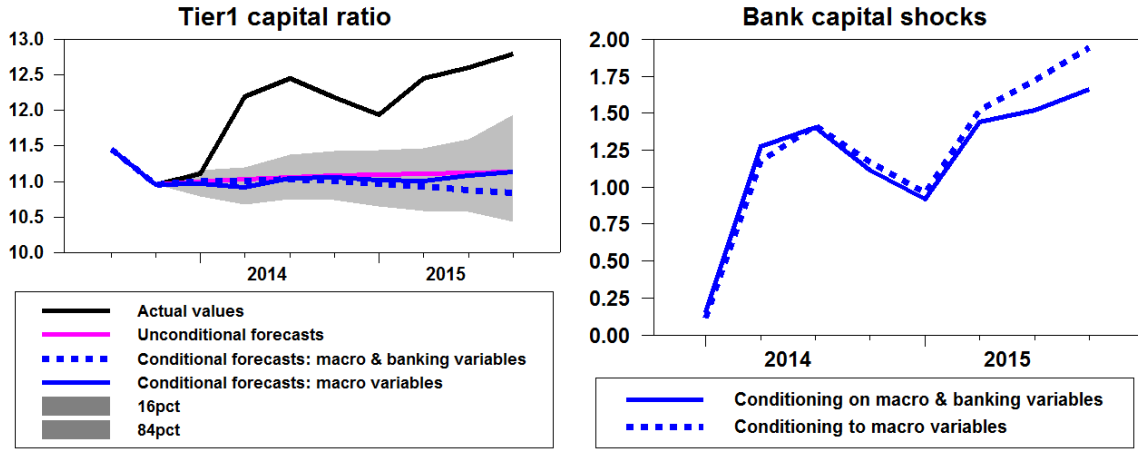 Tier1 capital ratio
13.0
12.5
12.0
11.5
11.0
10.5
10.0
2014 2015
Actual values
Unconditional forecasts
Conditional forecasts: macro & banking variables
Conditional forecasts: macro variables
16pct
84pct
Bank capital shocks
2.00
1.75
1.50
1.25
1.00
0.75
0.50
0.25
0.00
2014 2015
Conditioning on macro & banking variables
Conditioning to macro variables